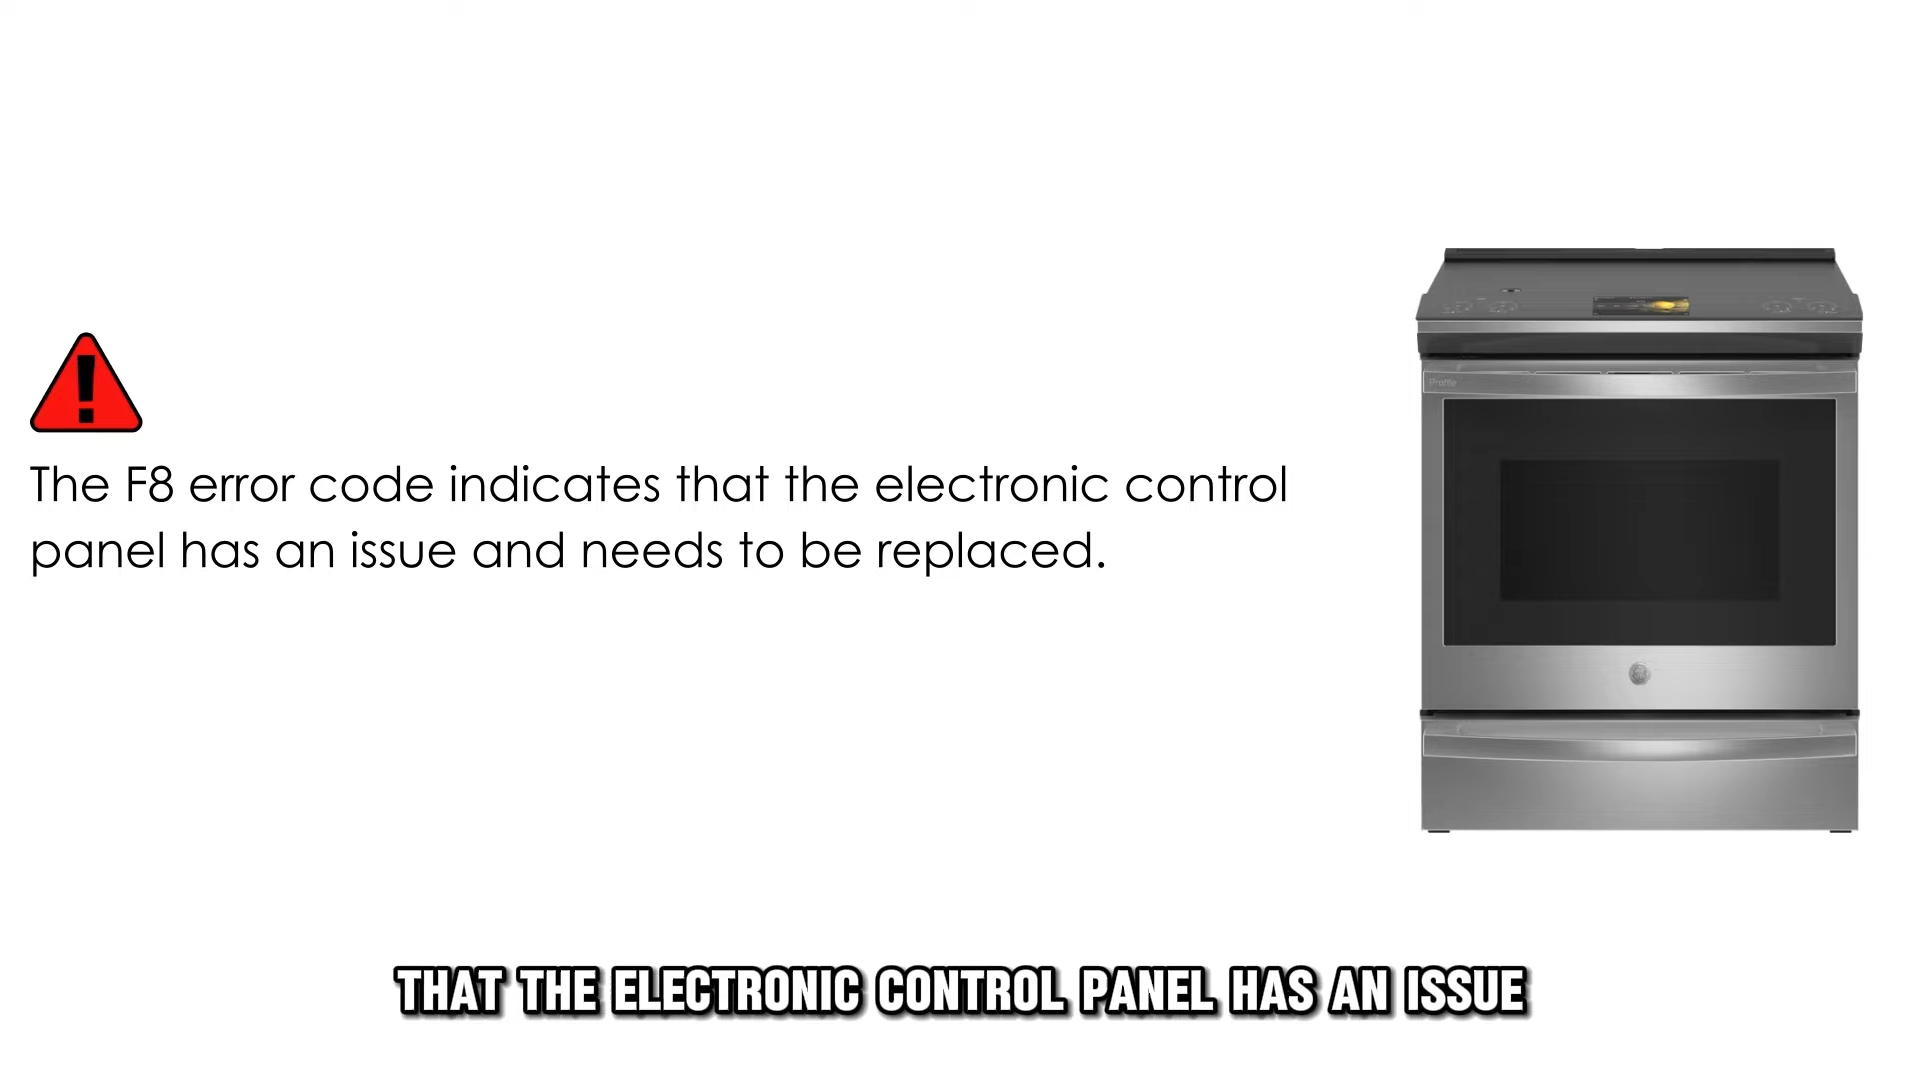 The F8 error code indicates that the electronic control
panel has an issue and needs to be replaced.
Profile
THAT THE ELECTRONIC CONTROL PANEL HAS AN ISSUE